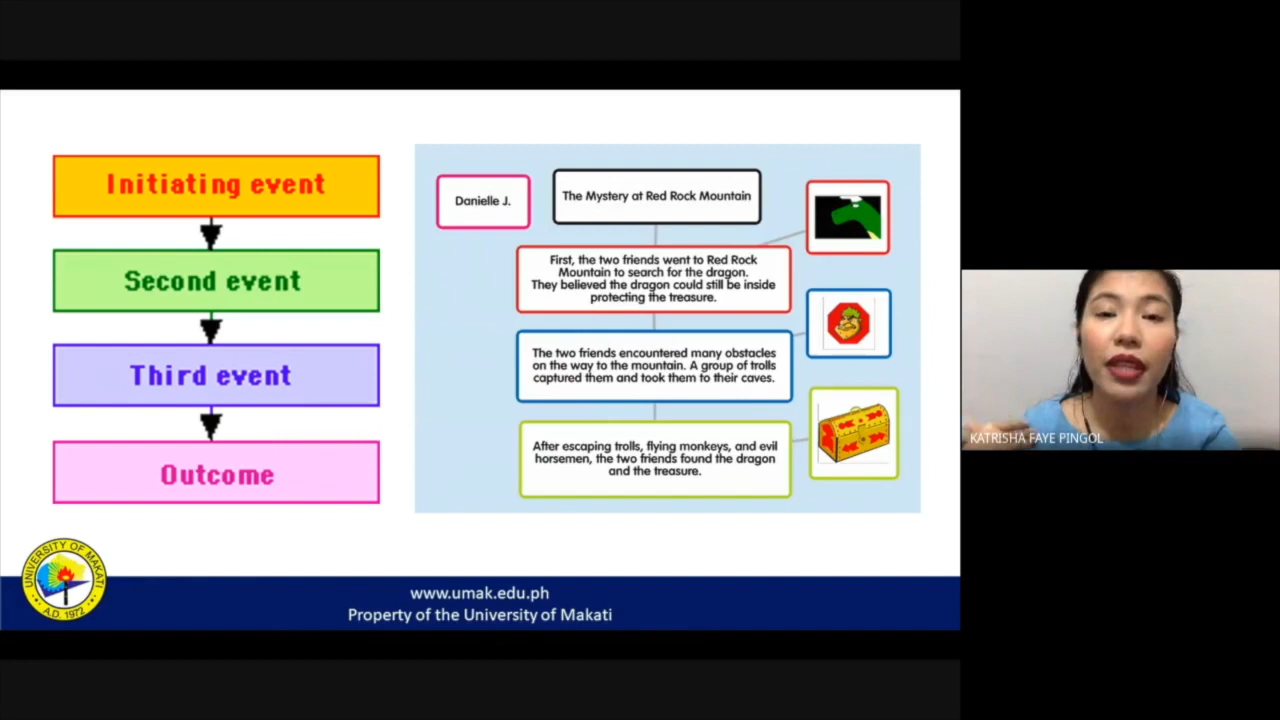 Initiating event
Second event
Third event
Outcome
Danielle J.
The Mystery at Red Rock Mountain
First, the two friends went to Red Rock
Mountain to search for the dragon.
They believed the dragon could still be inside
protecting the treasure.
The two friends encountered many obstacles
on the way to the mountain. A group of trolls
captured them and took them to their caves.
After escaping trolls, flying monkeys, and evil
horsemen, the two friends found the dragon
and the treasure.
UNIVERSITY OF MAKATI
A.D. 1972
www.umak.edu.ph
Property of the University of Makati
KATRISHA FAYE PINGOL